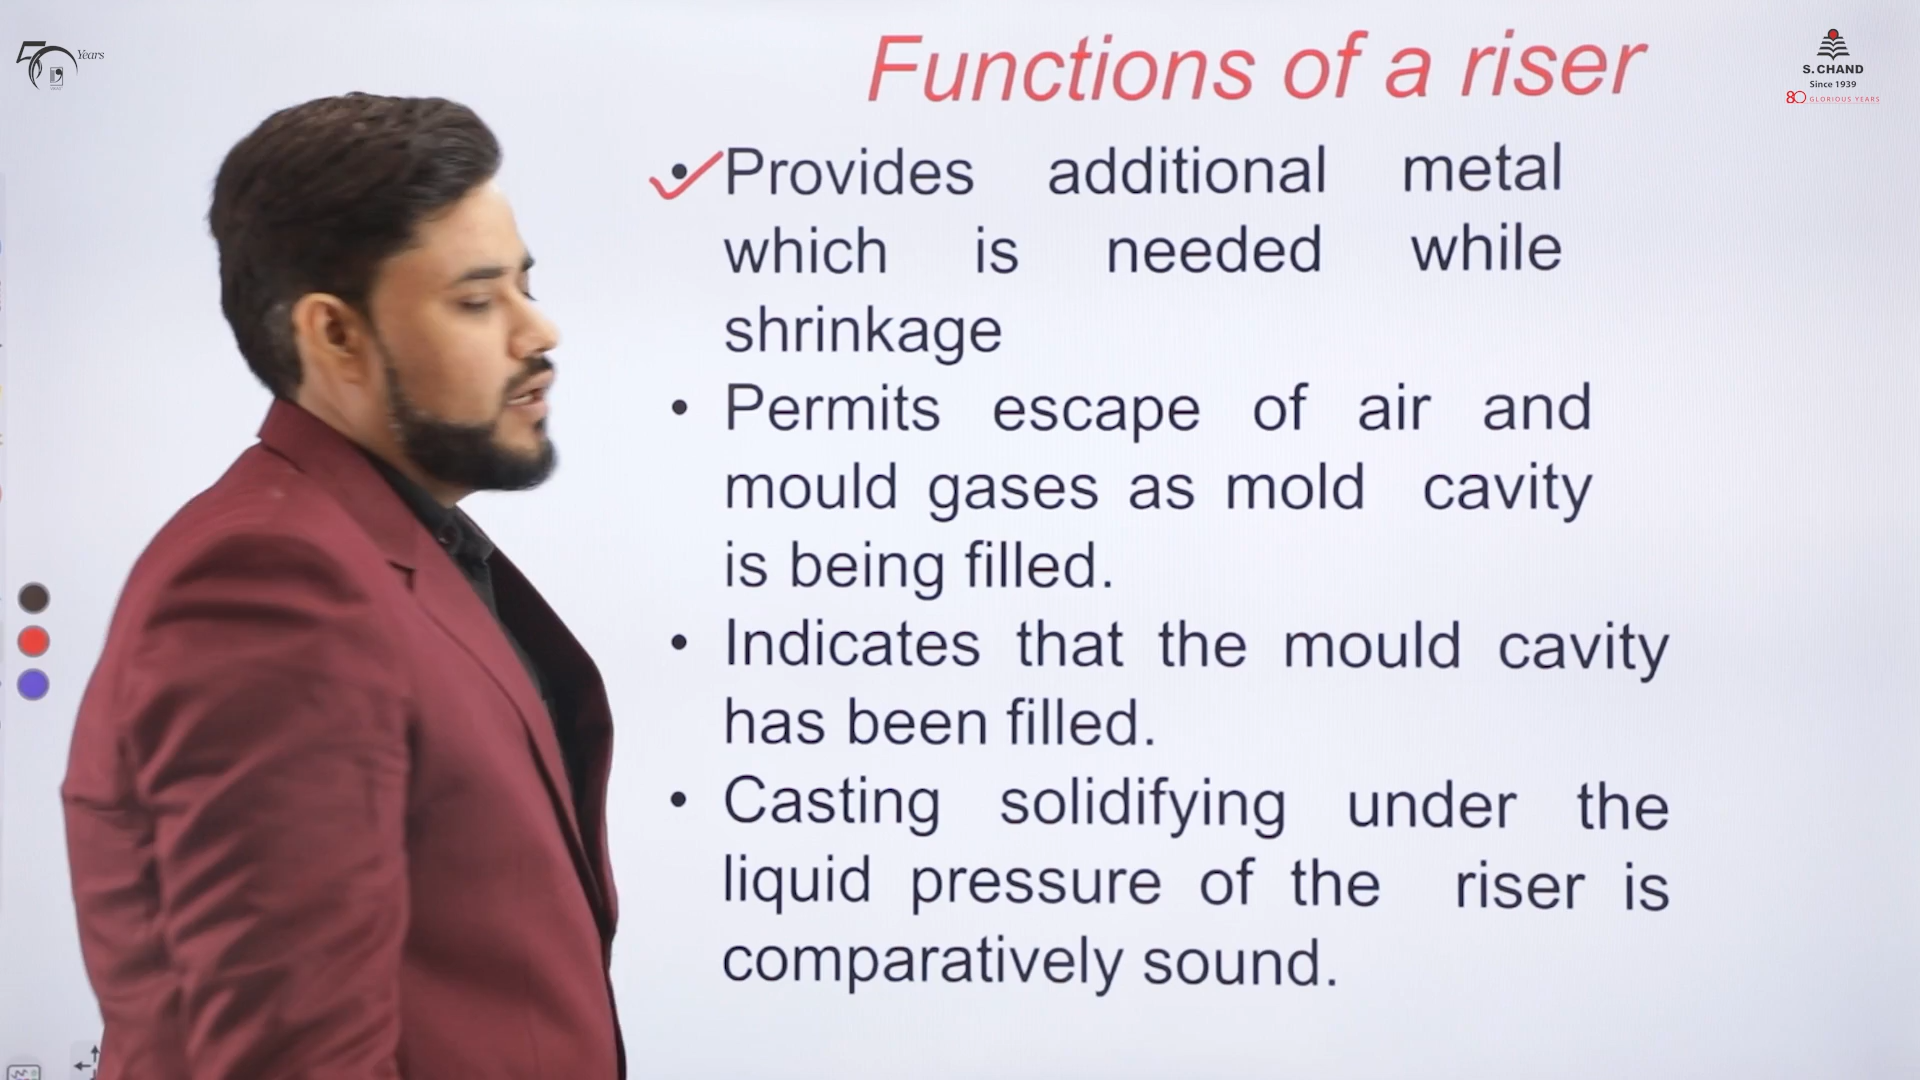 50 Years
Functions of a riser
S. CHAND
Since 1939
80 GLORIOUS YEARS
• Provides additional metal
which is needed while
shrinkage
• Permits escape of air and
mould gases as mold cavity
is being filled.
• Indicates that the mould cavity
has been filled.
• Casting solidifying under the
liquid pressure of the riser is
comparatively sound.